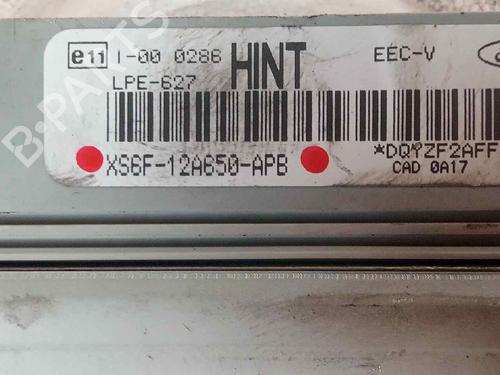 e11 I-00 0286 HINT EEC-V
LPE-627
XS6F-12A650-APB
*DQYZF2AFF
CAD 0A17
B-PARTS